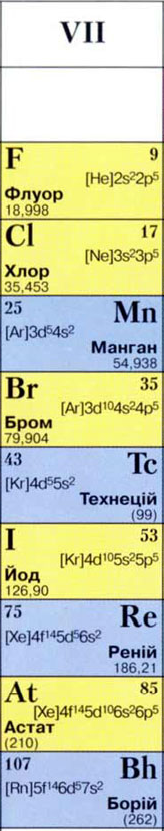 VII
F 9
[He]2s²2p⁵
Флуор
18,998
Cl 17
[Ne]3s²3p⁵
Хлор
35,453
25 Mn
[Ar]3d⁵4s²
Манган
54,938
Br 35
[Ar]3d¹⁰4s²4p⁵
Бром
79,904
43 Tc
[Kr]4d⁵5s²
Технецій
(99)
I 53
[Kr]4d¹⁰5s²5p⁵
Йод
126,90
75 Re
[Xe]4f¹⁴5d⁵6s²
Реній
186,21
At 85
[Xe]4f¹⁴5d¹⁰6s²6p⁵
Астат
(210)
107 Bh
[Rn]5f¹⁴6d⁵7s²
Борій
(262)